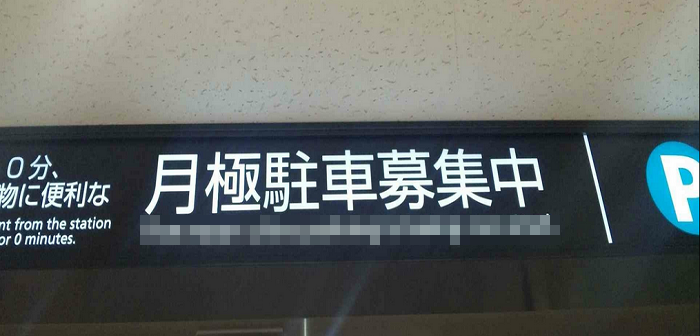 0分、
物に便利な
nt from the station
or 0 minutes.
月極駐車募集中
P